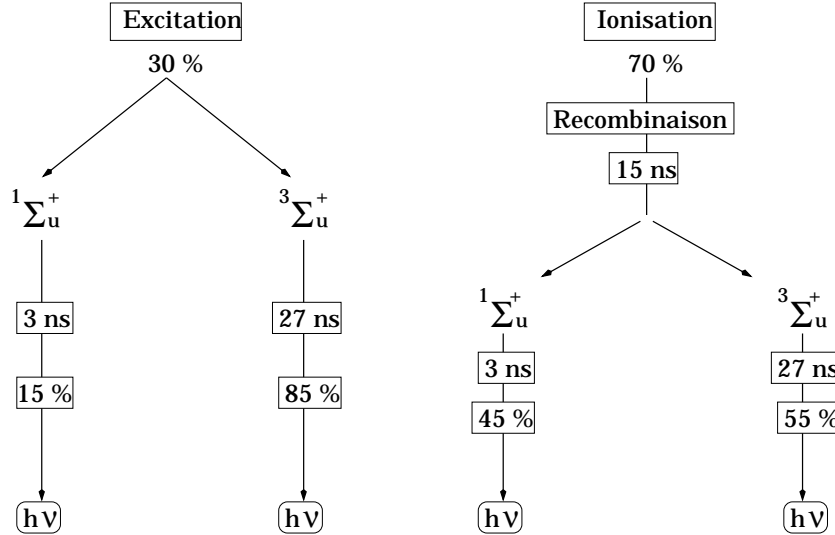 Excitation
30 %
¹Σᵤ⁺
³Σᵤ⁺
3 ns
27 ns
15 %
85 %
hν
hν
Ionisation
70 %
Recombinaison
15 ns
¹Σᵤ⁺
³Σᵤ⁺
3 ns
27 ns
45 %
55 %
hν
hν